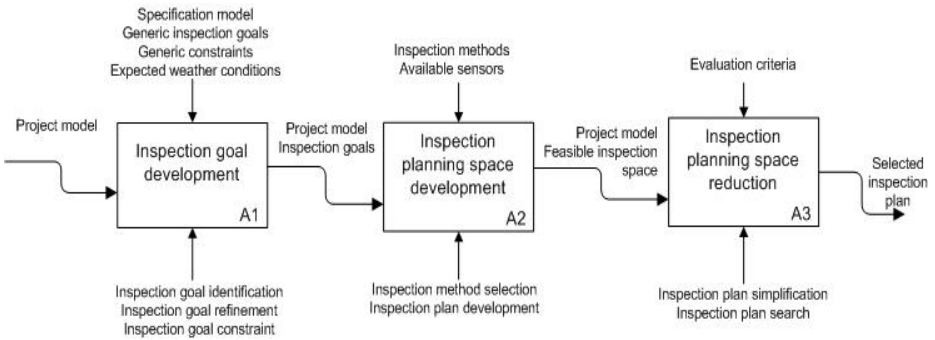 Specification model
Generic inspection goals
Generic constraints
Expected weather conditions
Inspection methods
Available sensors
Evaluation criteria
Project model
Inspection goal
development
A1
Project model
Inspection goals
Inspection
planning space
development
A2
Project model
Feasible inspection
space
Inspection
planning space
reduction
A3
Selected
inspection
plan
Inspection goal identification
Inspection goal refinement
Inspection goal constraint
Inspection method selection
Inspection plan development
Inspection plan simplification
Inspection plan search